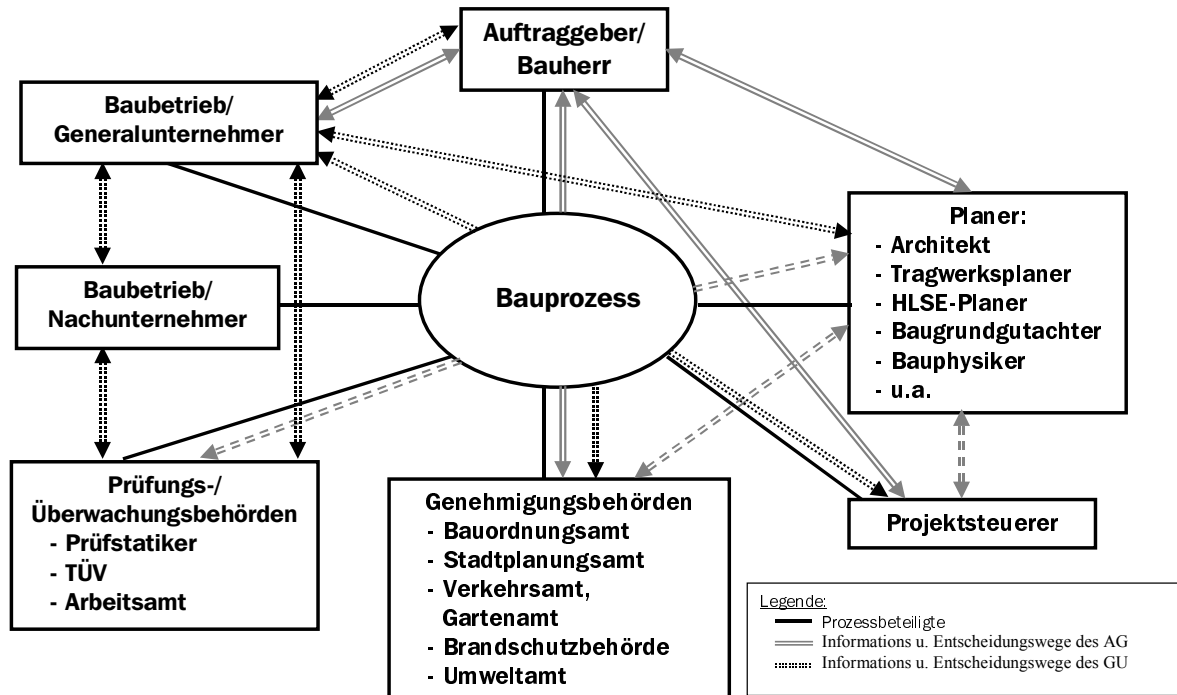 Auftraggeber/
Bauherr
Baubetrieb/
Generalunternehmer
Planer:
- Architekt
- Tragwerksplaner
- HLSE-Planer
- Baugrundgutachter
- Bauphysiker
- u.a.
Baubetrieb/
Nachunternehmer
Bauprozess
Prüfungs-/
Überwachungsbehörden
- Prüfstatiker
- TÜV
- Arbeitsamt
Genehmigungsbehörden
- Bauordnungsamt
- Stadtplanungsamt
- Verkehrsamt,
Gartenamt
- Brandschutzbehörde
- Umweltamt
Projektsteuerer
Legende:
Prozessbeteiligte
Informations u. Entscheidungswege des AG
Informations u. Entscheidungswege des GU